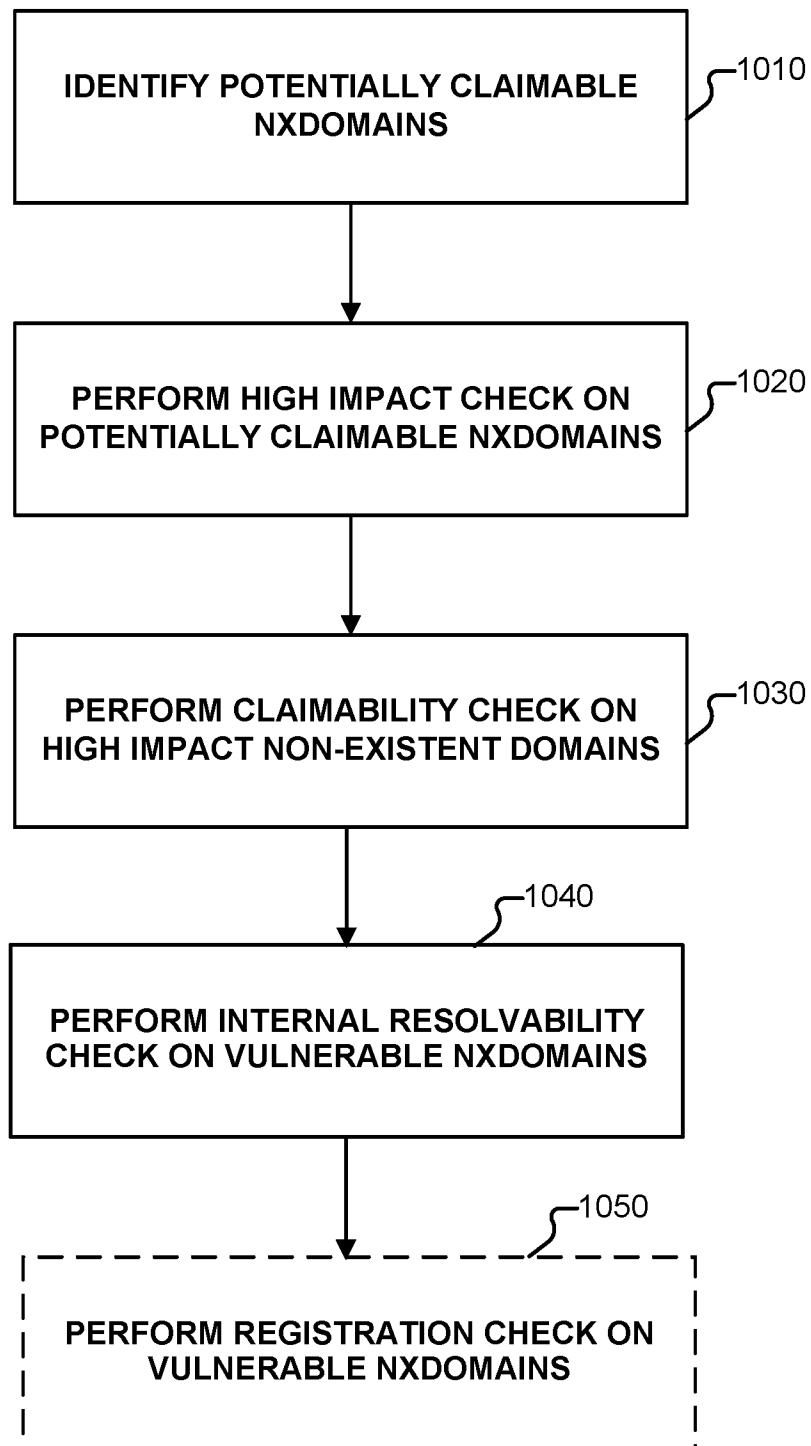 IDENTIFY POTENTIALLY CLAIMABLE
NXDOMAINS
1010
PERFORM HIGH IMPACT CHECK ON
POTENTIALLY CLAIMABLE NXDOMAINS
1020
PERFORM CLAIMABILITY CHECK ON
HIGH IMPACT NON-EXISTENT DOMAINS
1030
1040
PERFORM INTERNAL RESOLVABILITY
CHECK ON VULNERABLE NXDOMAINS
1050
PERFORM REGISTRATION CHECK ON
VULNERABLE NXDOMAINS